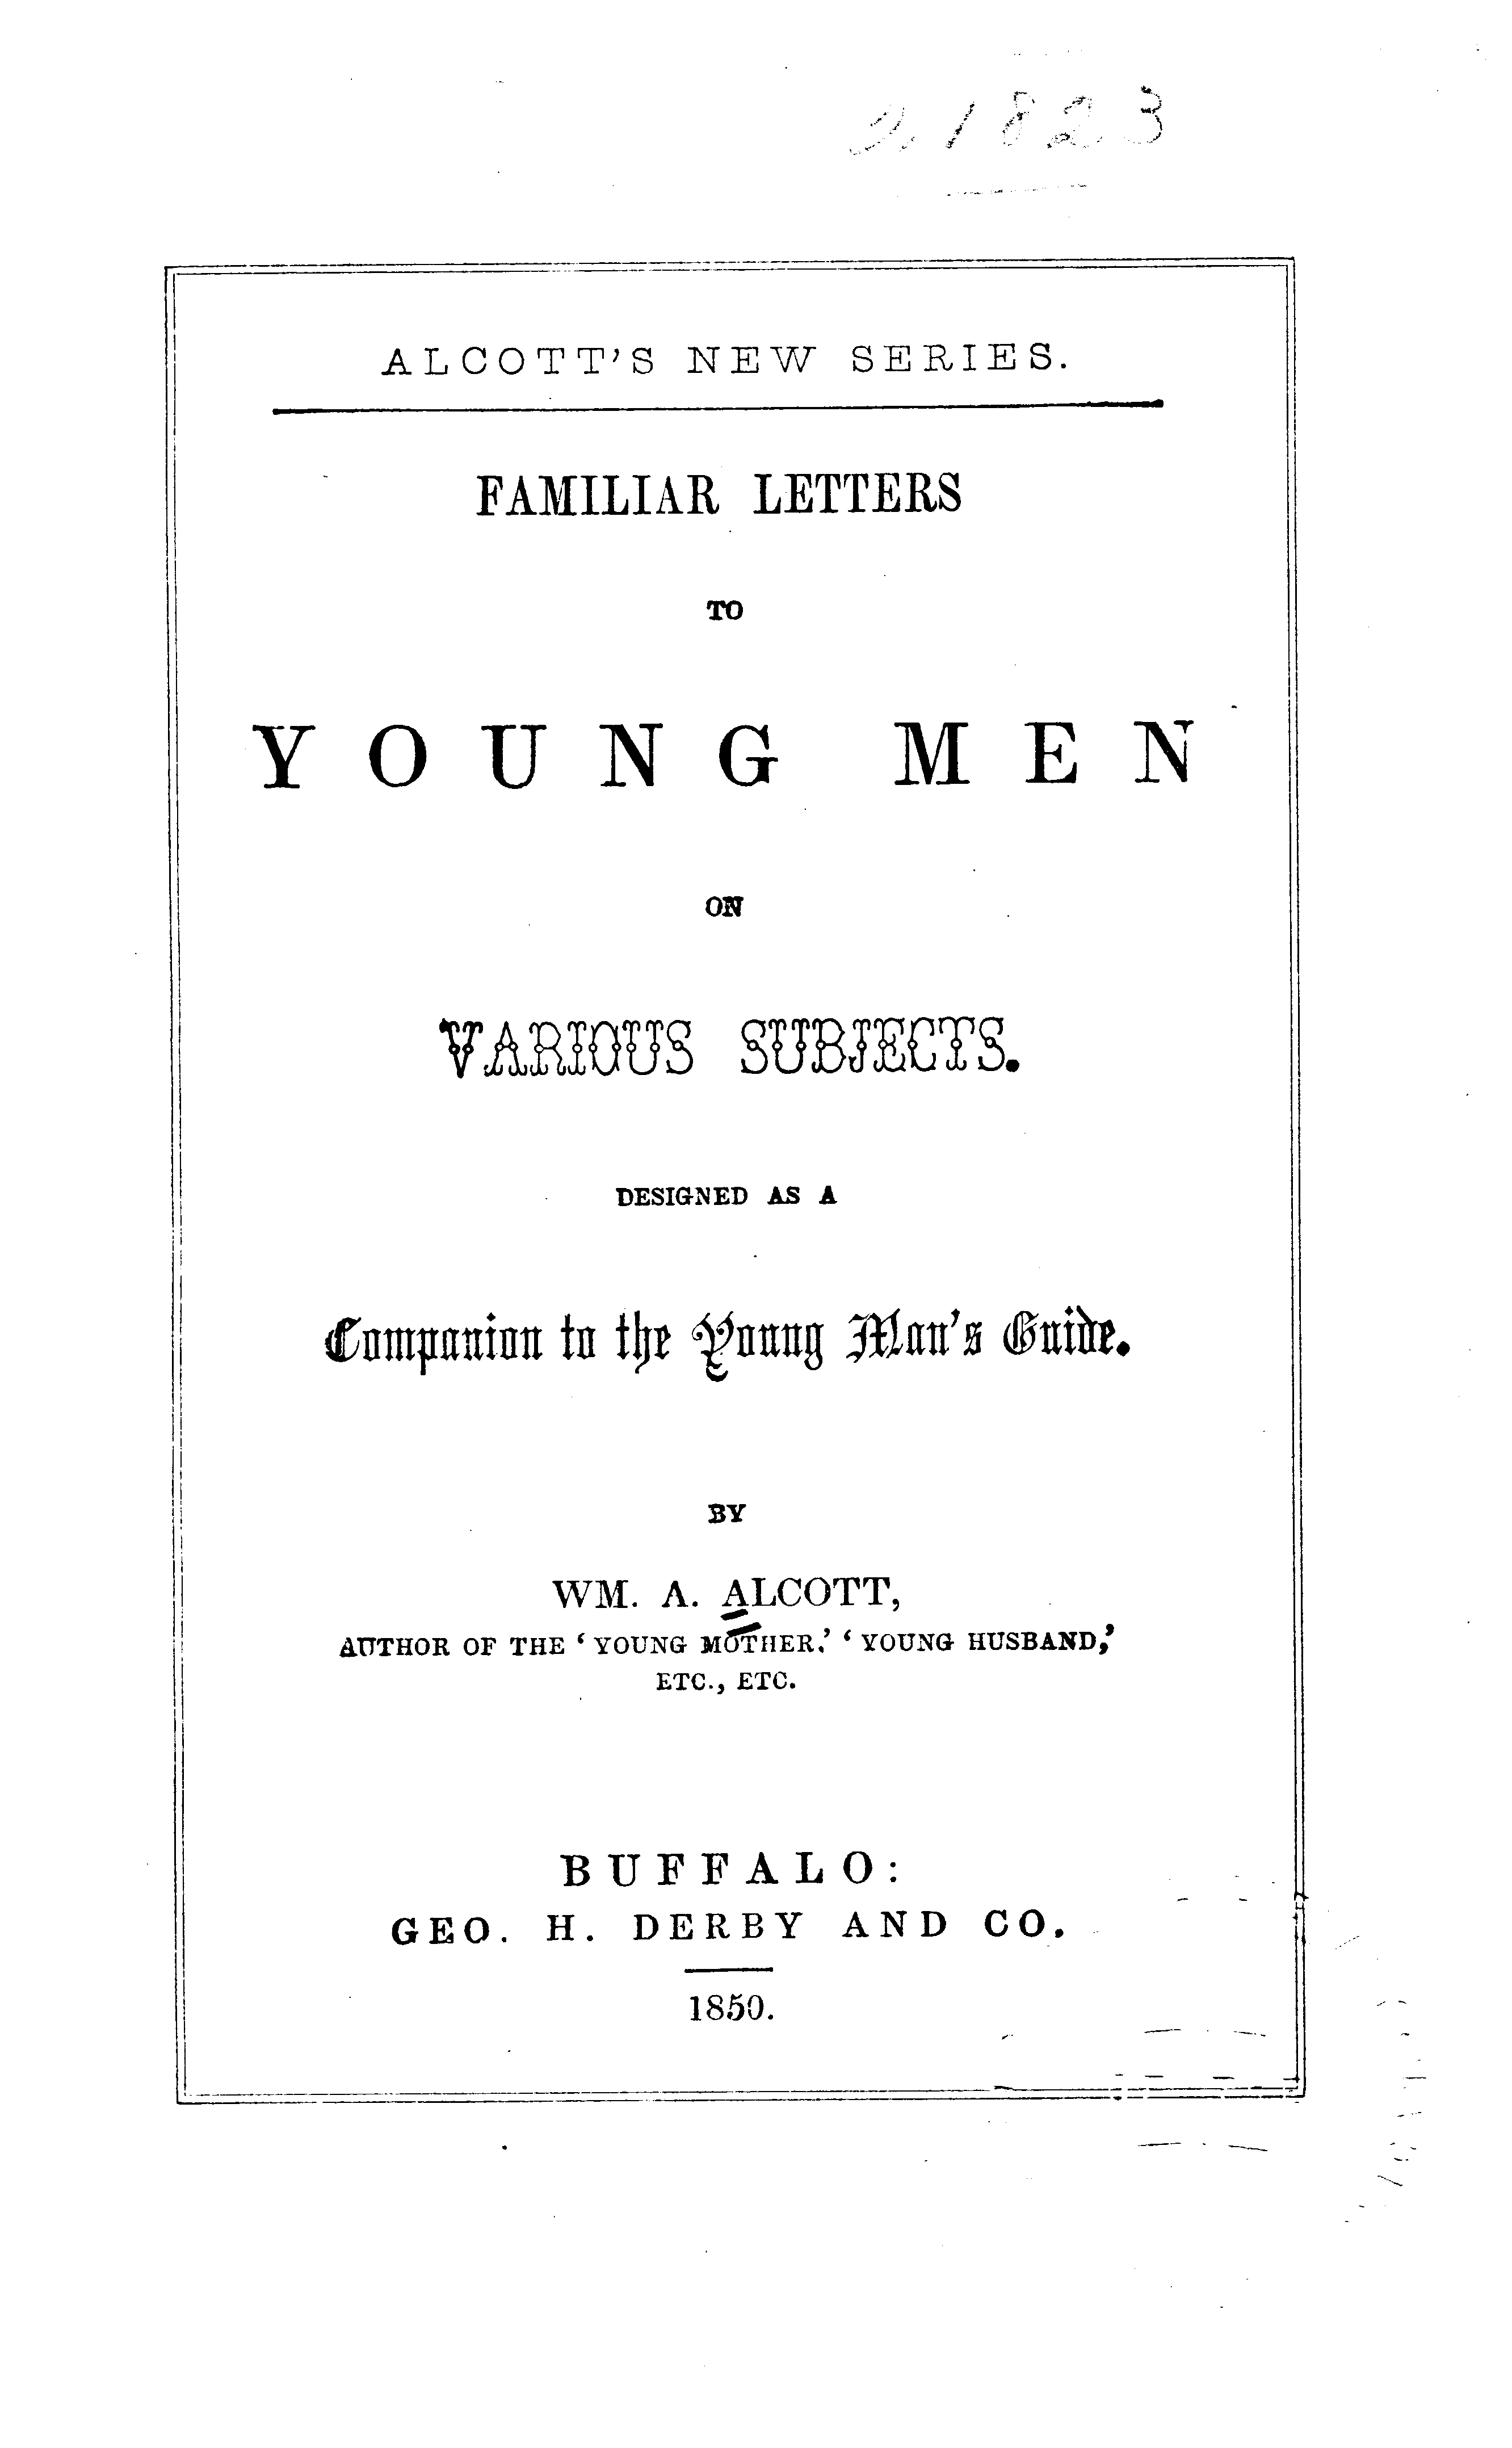 ALCOTT'S NEW SERIES.
FAMILIAR LETTERS
TO
YOUNG MEN
ON
VARIOUS SUBJECTS.
DESIGNED AS A
Companion to the Young Man's Guide.
BY
WM. A. ALCOTT,
AUTHOR OF THE ‘YOUNG MOTHER,’ ‘YOUNG HUSBAND,’
ETC., ETC.
BUFFALO:
GEO. H. DERBY AND CO.
1850.